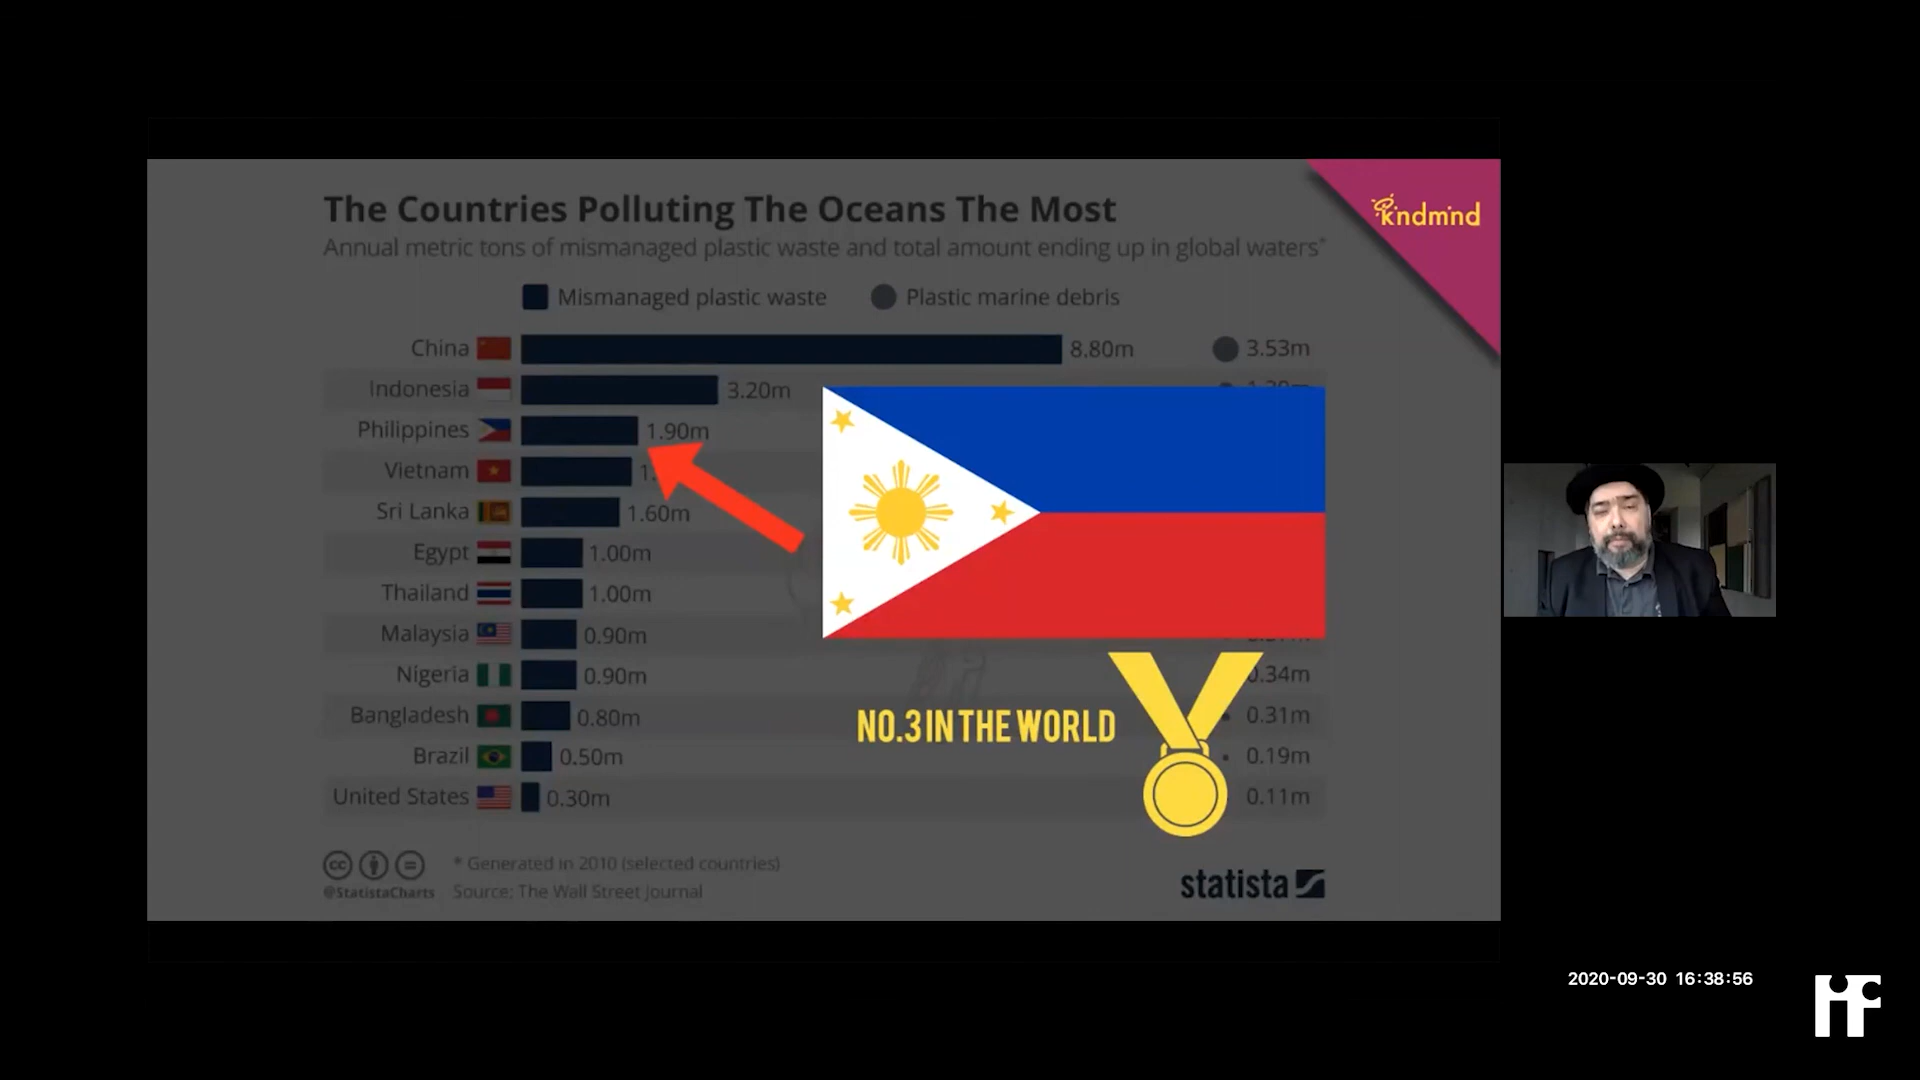 The Countries Polluting The Oceans The Most
Annual metric tons of mismanaged plastic waste and total amount ending up in global waters*
kindmind
Mismanaged plastic waste
Plastic marine debris
China 8.80m 3.53m
Indonesia 3.20m
Philippines 1.90m
Vietnam
Sri Lanka 1.60m
Egypt 1.00m
Thailand 1.00m
Malaysia 0.90m
Nigeria 0.90m 0.34m
Bangladesh 0.80m 0.31m
Brazil 0.50m 0.19m
United States 0.30m 0.11m
NO.3 IN THE WORLD
cc
@StatistaCharts
* Generated in 2010 (selected countries)
Source: The Wall Street Journal
statista
2020-09-30 16:38:56